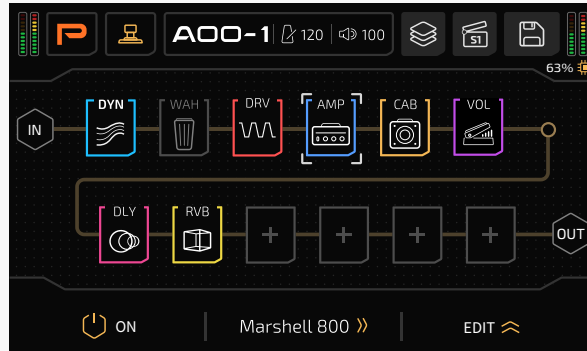 P A00-1 120 100 S1
63%
DYN WAH DRV AMP CAB VOL
IN
DLY RVB + + + +
OUT
ON Marshell 800 EDIT